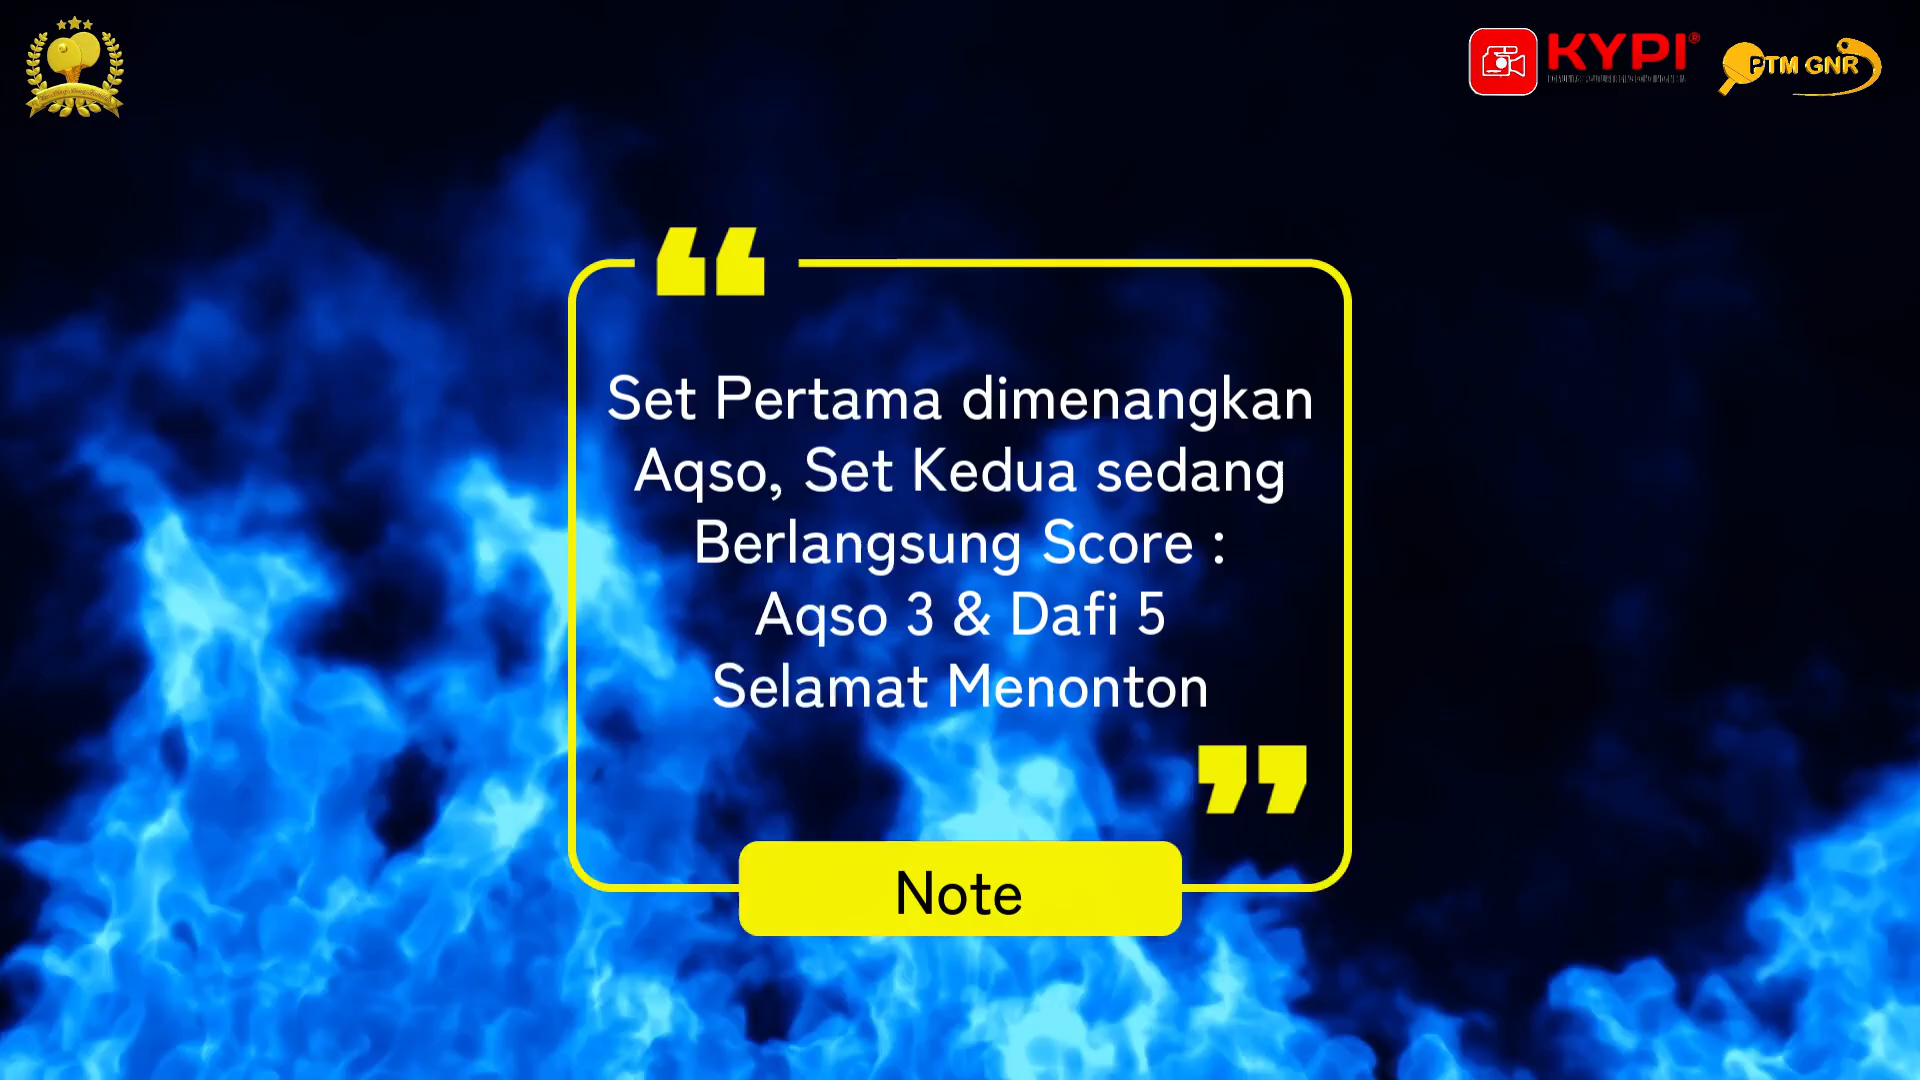 KYPI®
PTM GNR
Set Pertama dimenangkan
Aqso, Set Kedua sedang
Berlangsung Score :
Aqso 3 & Dafi 5
Selamat Menonton
Note